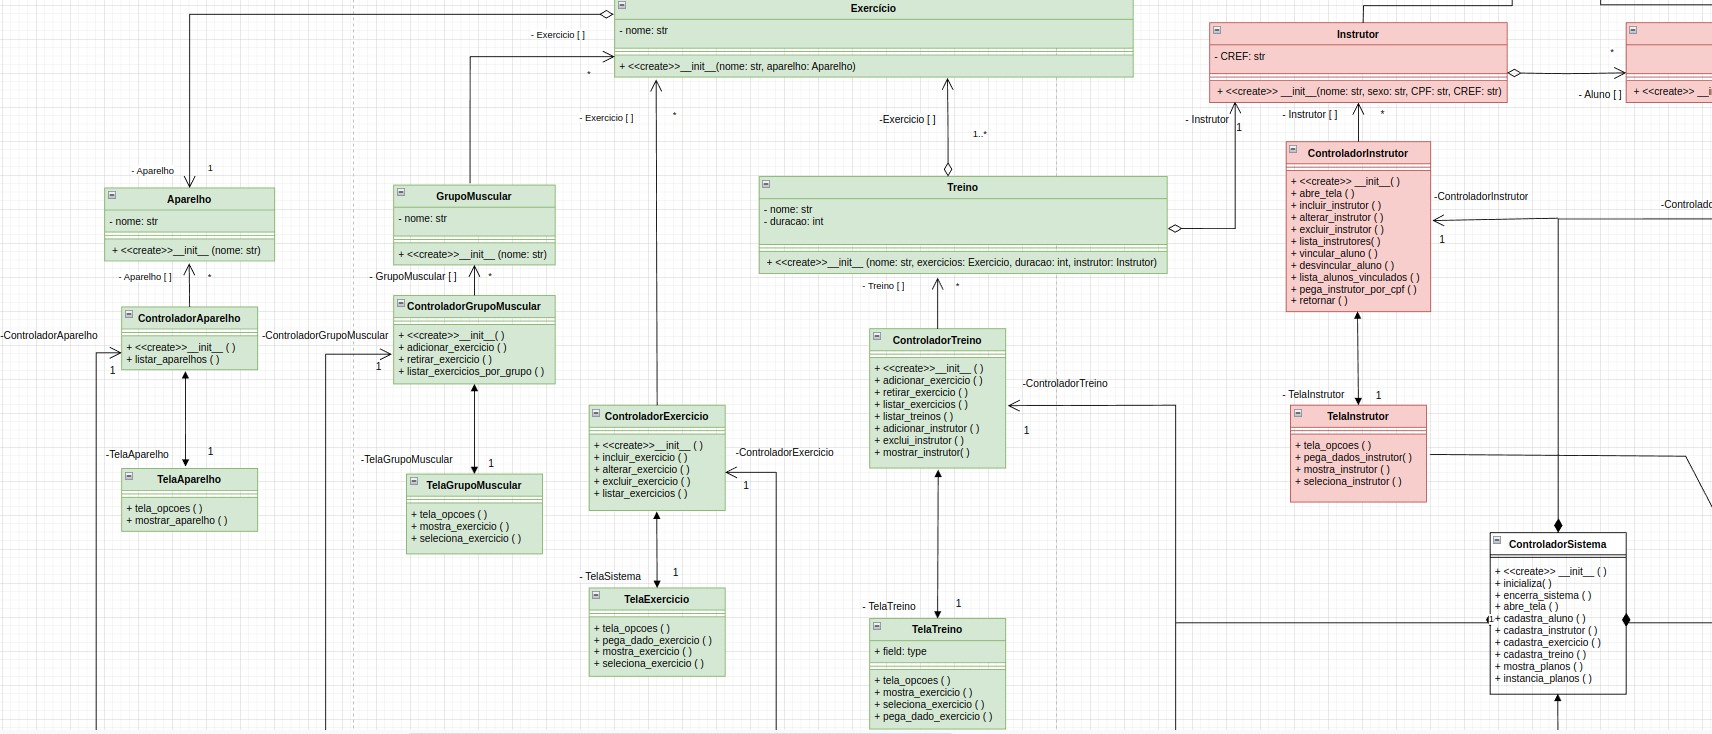 Exercício
- nome: str
+ <<create>>__init__(nome: str, aparelho: Aparelho)
- Exercicio [ ]
*
- Aparelho
1
Aparelho
- nome: str
+ <<create>>__init__ (nome: str)
- Aparelho [ ]
*
ControladorAparelho
+ <<create>>__init__ ( )
+ listar_aparelhos ( )
-ControladorAparelho
1
-TelaAparelho
1
TelaAparelho
+ tela_opcoes ( )
+ mostrar_aparelho ( )
GrupoMuscular
- nome: str
+ <<create>>__init__ (nome: str)
- GrupoMuscular [ ]
*
ControladorGrupoMuscular
+ <<create>>__init__( )
+ adicionar_exercicio ( )
+ retirar_exercicio ( )
+ listar_exercicios_por_grupo ( )
-ControladorGrupoMuscular
1
-TelaGrupoMuscular
1
TelaGrupoMuscular
+ tela_opcoes ( )
+ mostra_exercicio ( )
+ seleciona_exercicio ( )
- Exercicio [ ]
*
ControladorExercicio
+ <<create>>__init__ ( )
+ incluir_exercicio ( )
+ alterar_exercicio ( )
+ excluir_exercicio ( )
+ listar_exercicios ( )
-ControladorExercicio
1
- TelaSistema
1
TelaExercicio
+ tela_opcoes ( )
+ pega_dado_exercicio ( )
+ mostra_exercicio ( )
+ seleciona_exercicio ( )
-Exercicio [ ]
1..*
Treino
- nome: str
- duracao: int
+ <<create>>__init__ (nome: str, exercicios: Exercicio, duracao: int, instrutor: Instrutor)
- Treino [ ]
*
ControladorTreino
+ <<create>>__init__ ( )
+ adicionar_exercicio ( )
+ retirar_exercicio ( )
+ listar_exercicios ( )
+ listar_treinos ( )
+ adicionar_instrutor ( )
+ exclui_instrutor ( )
+ mostrar_instrutor( )
-ControladorTreino
1
- TelaTreino
1
TelaTreino
+ field: type
+ tela_opcoes ( )
+ mostra_exercicio ( )
+ seleciona_exercicio ( )
+ pega_dado_exercicio ( )
Instrutor
- CREF: str
+ <<create>> __init__(nome: str, sexo: str, CPF: str, CREF: str)
*
- Aluno [ ]
+ <<create>> __i
- Instrutor
1
- Instrutor [ ]
*
ControladorInstrutor
+ <<create>> __init__( )
+ abre_tela ( )
+ incluir_instrutor ( )
+ alterar_instrutor ( )
+ excluir_instrutor ( )
+ lista_instrutores( )
+ vincular_aluno ( )
+ desvincular_aluno ( )
+ lista_alunos_vinculados ( )
+ pega_instrutor_por_cpf ( )
+ retornar ( )
-ControladorInstrutor
1
-Controlado
- TelaInstrutor
1
TelaInstrutor
+ tela_opcoes ( )
+ pega_dados_instrutor( )
+ mostra_instrutor ( )
+ seleciona_instrutor ( )
ControladorSistema
+ <<create>> __init__ ( )
+ inicializa( )
+ encerra_sistema ( )
+ abre_tela ( )
1
+ cadastra_aluno ( )
+ cadastra_instrutor ( )
+ cadastra_exercicio ( )
+ cadastra_treino ( )
+ mostra_planos ( )
+ instancia_planos ( )